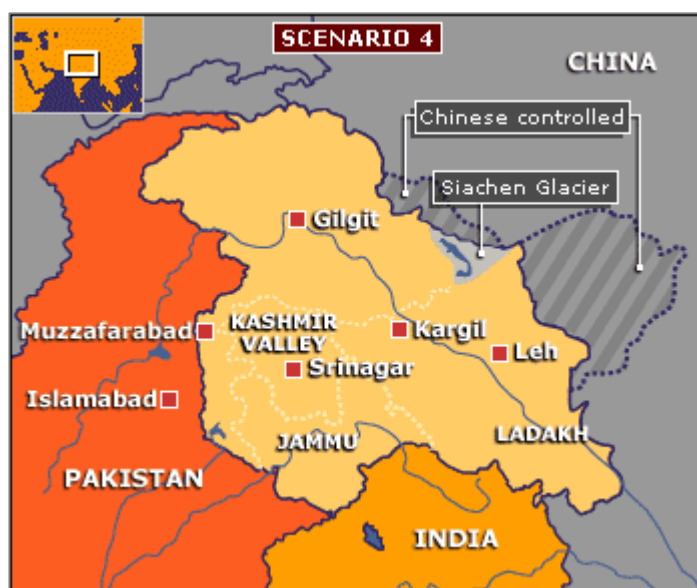 SCENARIO 4
CHINA
Chinese controlled
Siachen Glacier
Gilgit
Muzzafarabad
KASHMIR
VALLEY
Kargil
Srinagar
Leh
Islamabad
JAMMU
LADAKH
PAKISTAN
INDIA